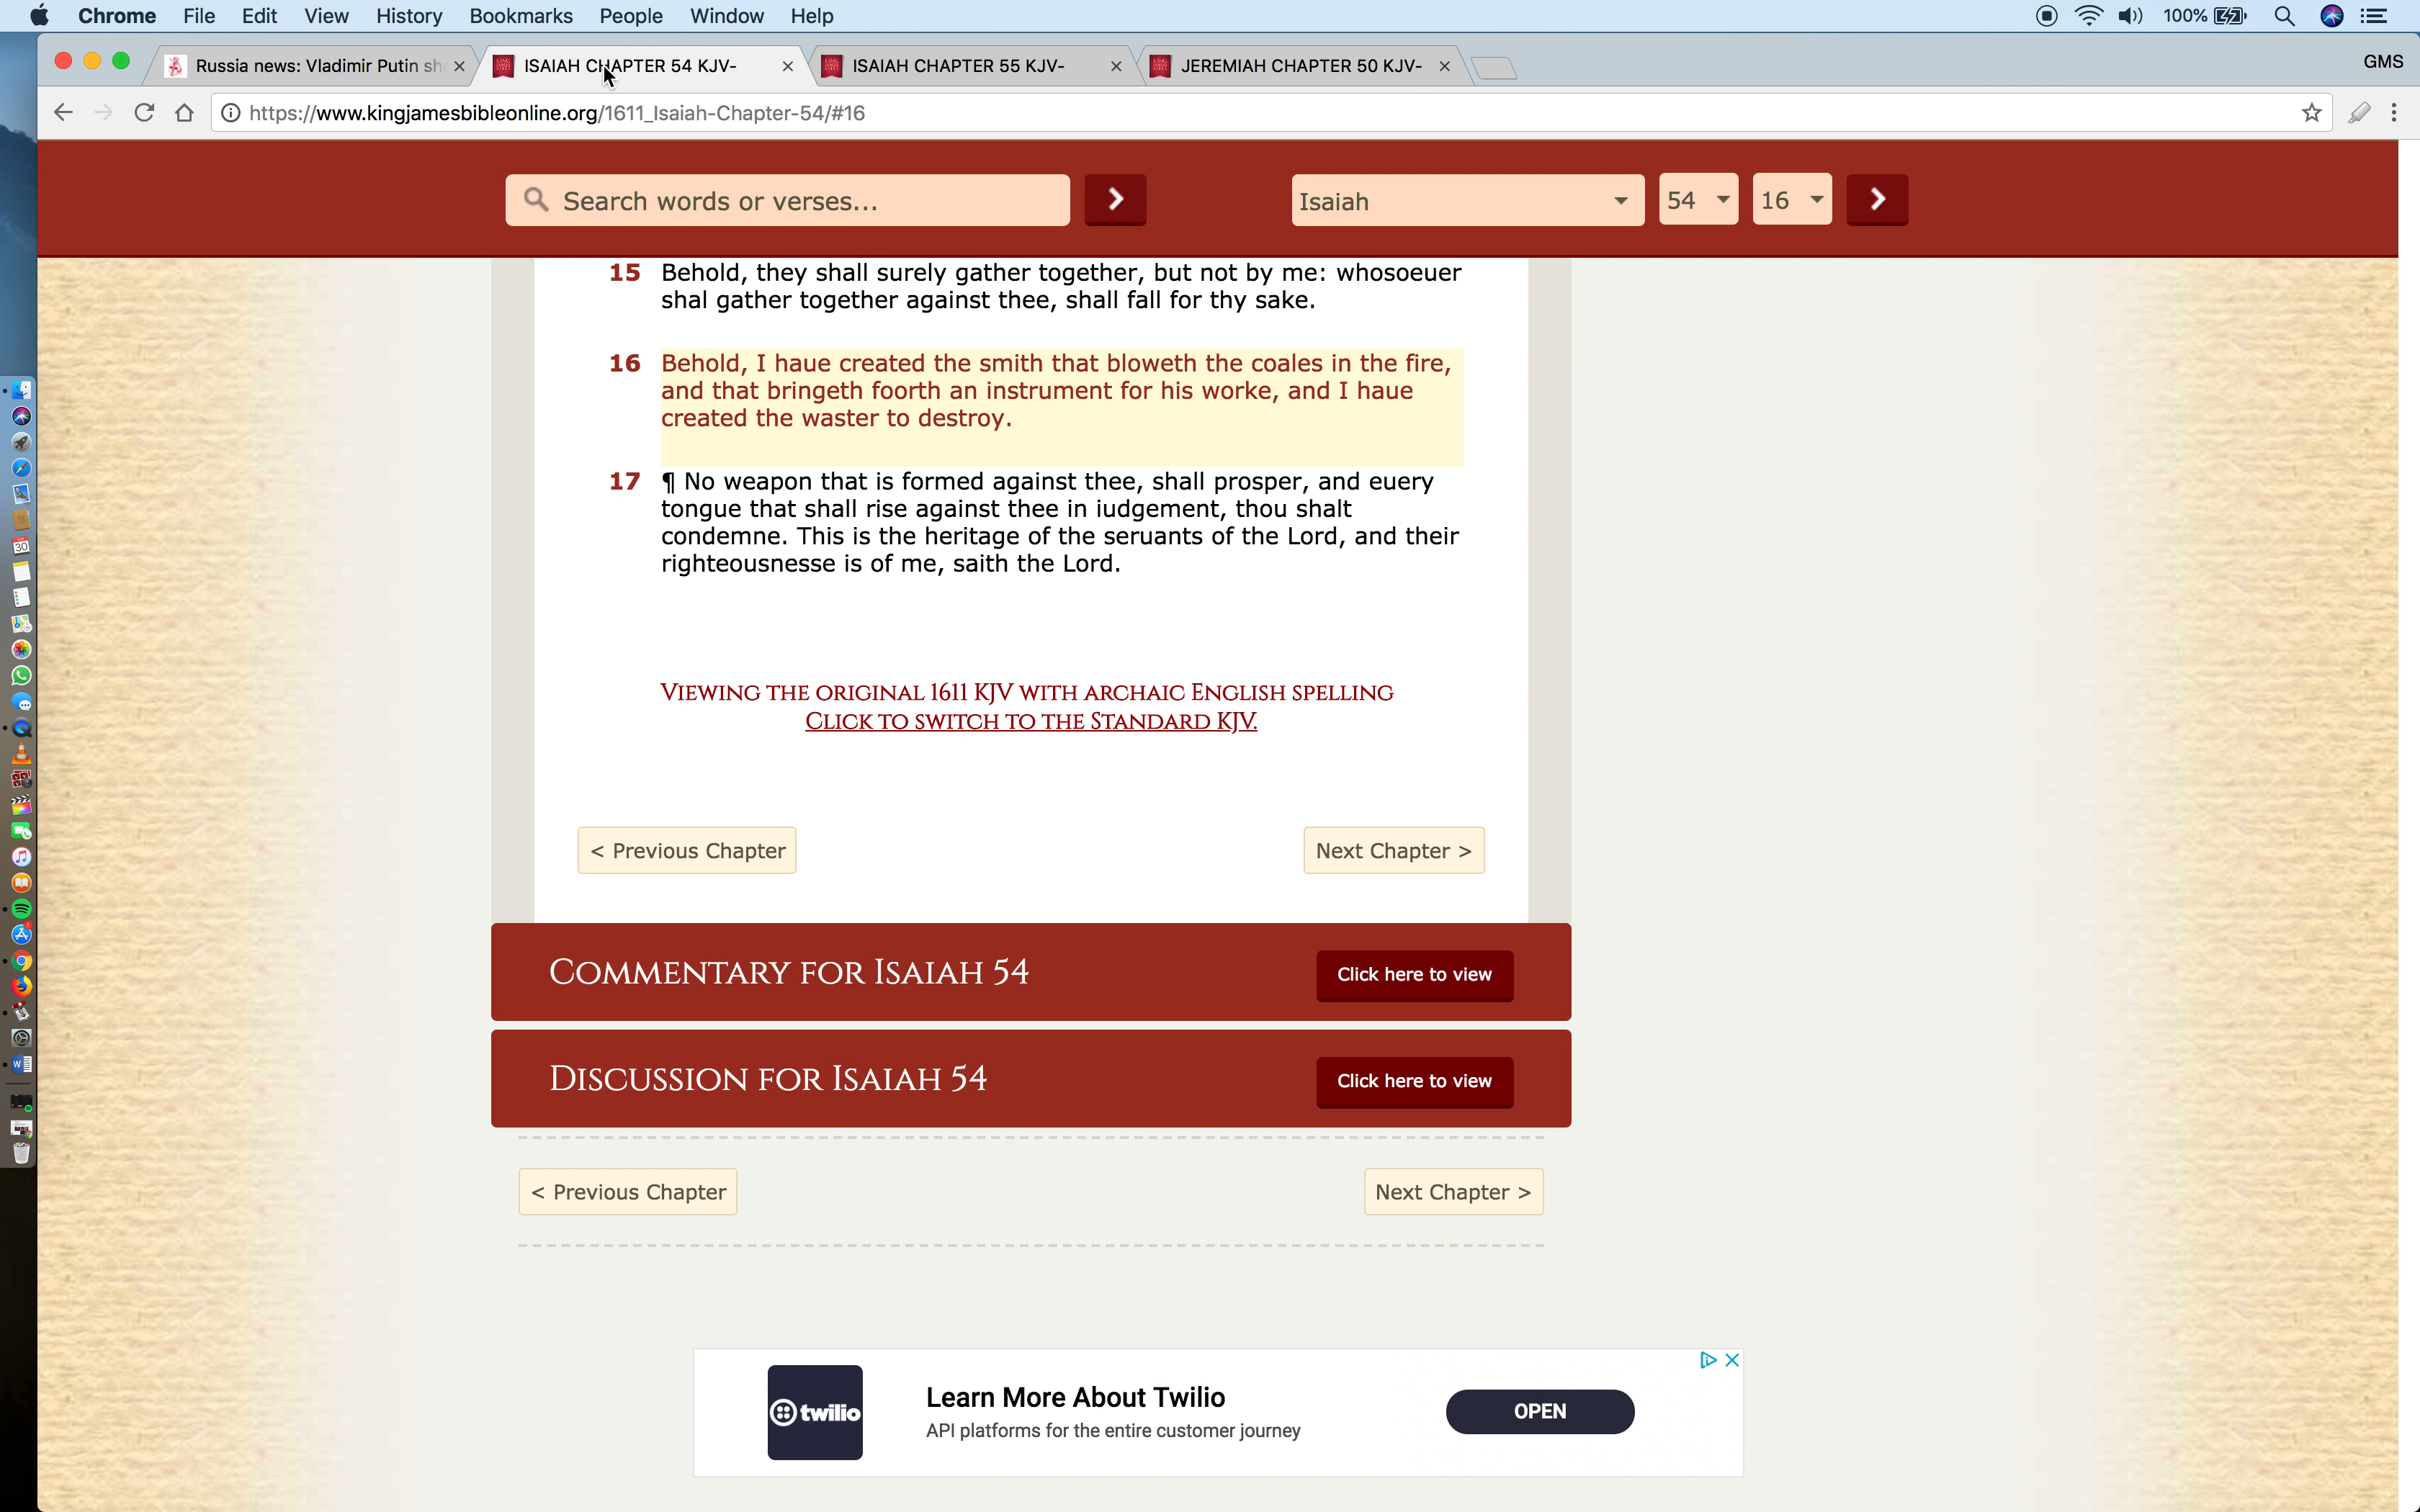 Chrome File Edit View History Bookmarks People Window Help 100%
Russia news: Vladimir Putin sh ISAIAH CHAPTER 54 KJV- ISAIAH CHAPTER 55 KJV- JEREMIAH CHAPTER 50 KJV- GMS
https://www.kingjamesbibleonline.org/1611_Isaiah-Chapter-54/#16
Search words or verses... Isaiah 54 16
15 Behold, they shall surely gather together, but not by me: whosoeuer
shal gather together against thee, shall fall for thy sake.
16 Behold, I haue created the smith that bloweth the coales in the fire,
and that bringeth foorth an instrument for his worke, and I haue
created the waster to destroy.
17 ¶ No weapon that is formed against thee, shall prosper, and euery
tongue that shall rise against thee in iudgement, thou shalt
condemne. This is the heritage of the seruants of the Lord, and their
righteousnesse is of me, saith the Lord.
Viewing the original 1611 KJV with archaic English spelling
Click to switch to the Standard KJV.
< Previous Chapter Next Chapter >
Commentary for Isaiah 54 Click here to view
Discussion for Isaiah 54 Click here to view
< Previous Chapter Next Chapter >
twilio Learn More About Twilio OPEN
API platforms for the entire customer journey